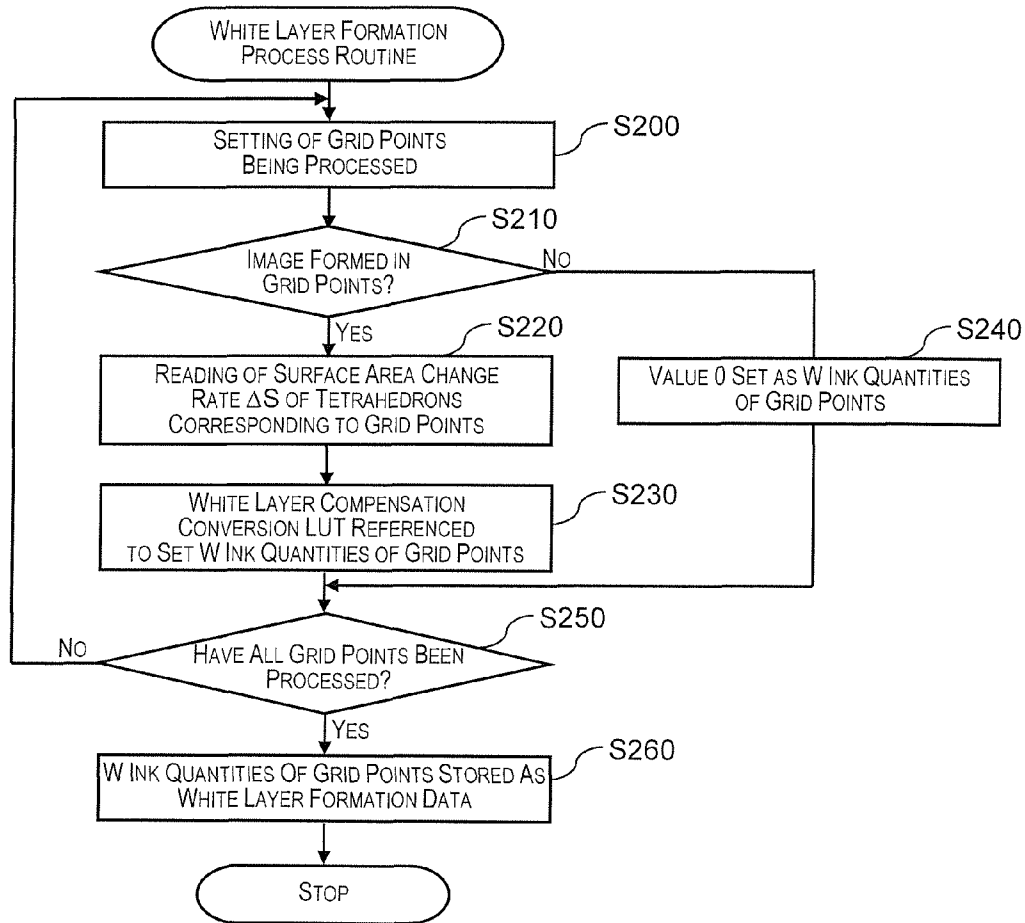 White Layer Formation
Process Routine
Setting of Grid Points
Being Processed
S200
S210
Image Formed in
Grid Points?
No
Yes
S220
Reading of Surface Area Change
Rate ΔS of Tetrahedrons
Corresponding to Grid Points
S240
Value 0 Set as W Ink Quantities
of Grid Points
White Layer Compensation
Conversion LUT Referenced
to Set W Ink Quantities of Grid Points
S230
S250
No
Have All Grid Points Been
Processed?
Yes
S260
W Ink Quantities Of Grid Points Stored As
White Layer Formation Data
Stop